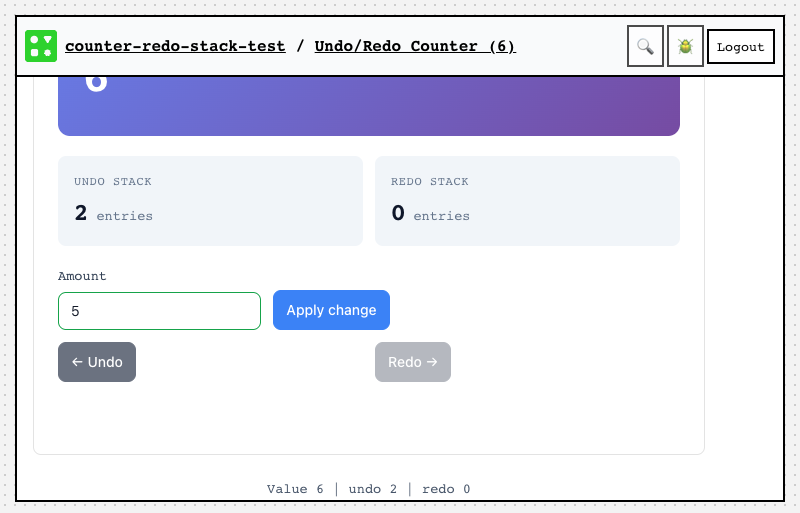 counter-redo-stack-test / Undo/Redo Counter (6)
🔍
🪲
Logout
6
UNDO STACK
2 entries
REDO STACK
0 entries
Amount
5
Apply change
← Undo
Redo →
Value 6 | undo 2 | redo 0